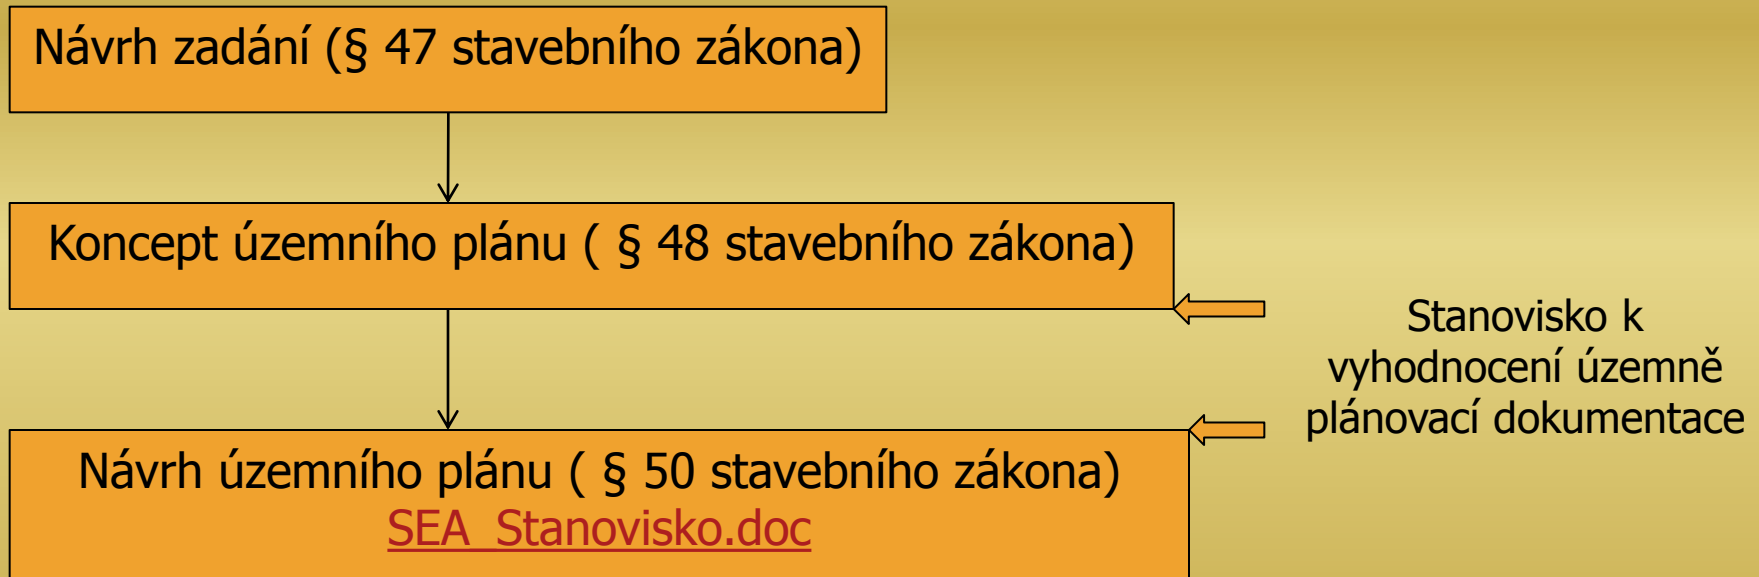 Návrh zadání (§ 47 stavebního zákona)
Koncept územního plánu ( § 48 stavebního zákona)
Stanovisko k
vyhodnocení územně
plánovací dokumentace
Návrh územního plánu ( § 50 stavebního zákona)
SEA_Stanovisko.doc